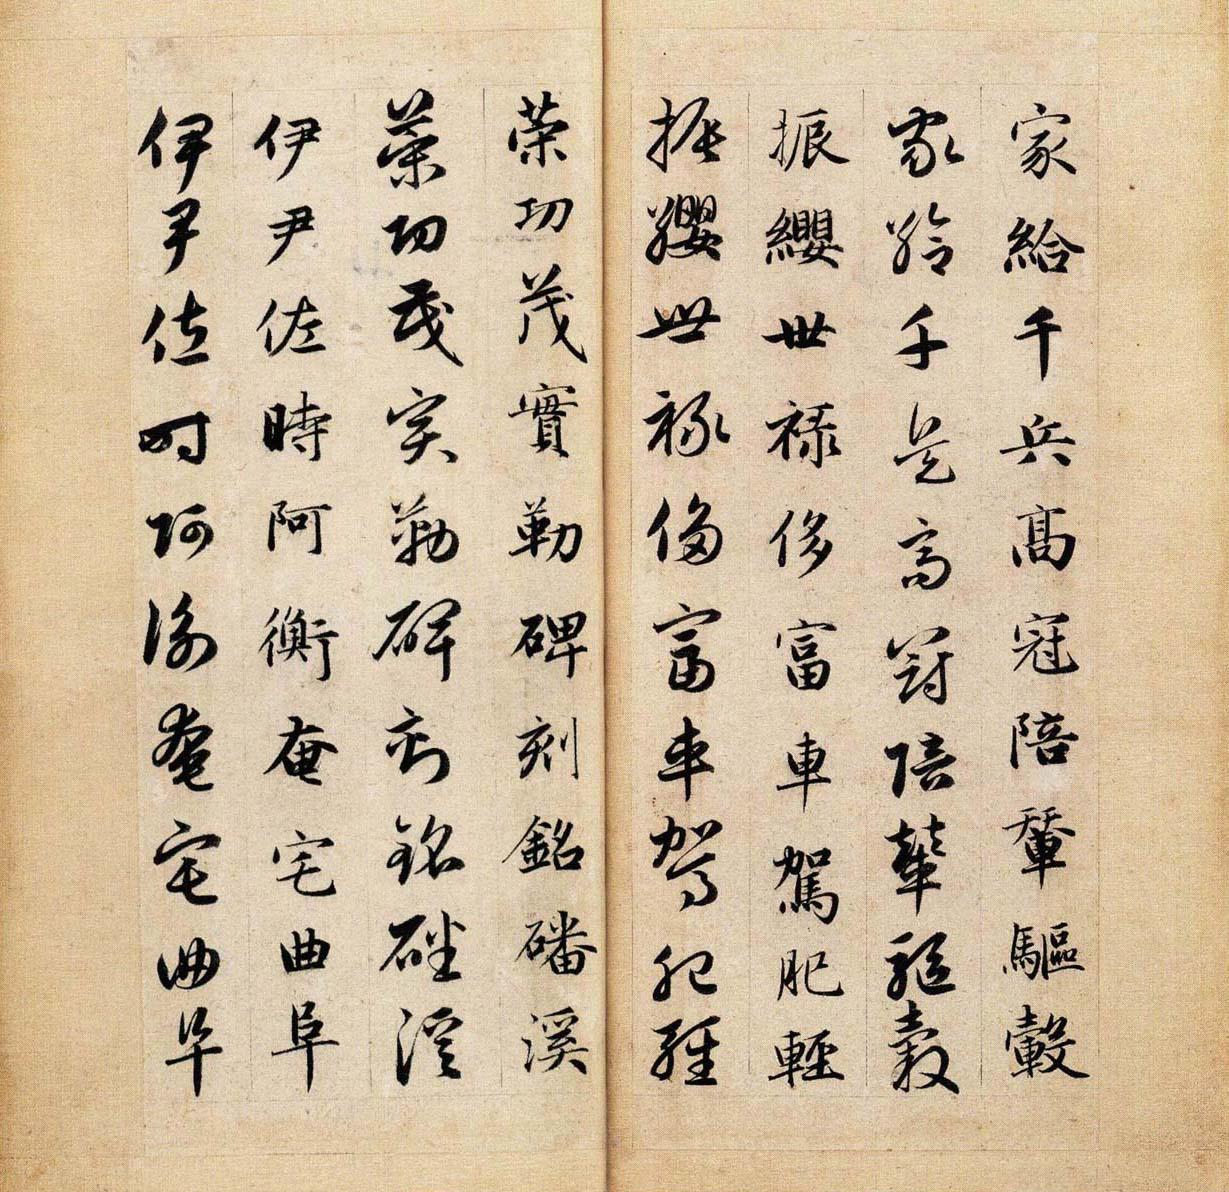 家給千兵高冠陪輦驅轂
家給千兵高冠陪輦驅轂
振纓世祿侈富車駕肥輕
振纓世祿侈富車駕肥輕
策功茂實勒碑刻銘磻溪
策功茂實勒碑刻銘磻溪
伊尹佐時阿衡奄宅曲阜
伊尹佐時阿衡奄宅曲阜